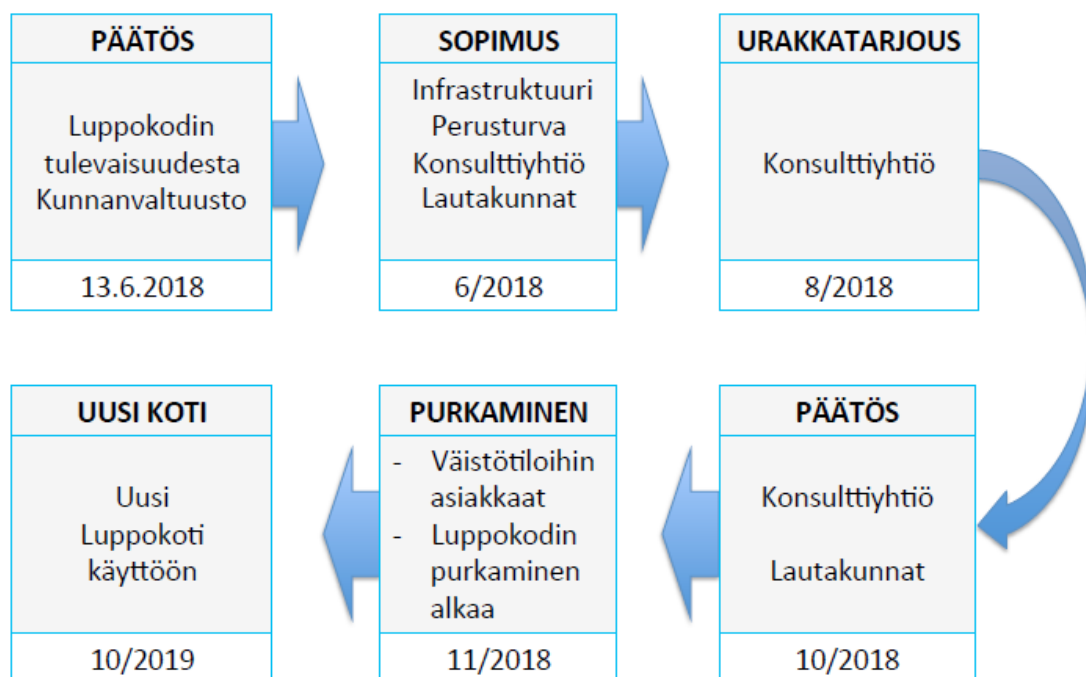 PÄÄTÖS
Luppokodin
tulevaisuudesta
Kunnanvaltuusto
13.6.2018
SOPIMUS
Infrastruktuuri
Perusturva
Konsulttiyhtiö
Lautakunnat
6/2018
URAKKATARJOUS
Konsulttiyhtiö
8/2018
PÄÄTÖS
Konsulttiyhtiö
Lautakunnat
10/2018
PURKAMINEN
- Väistötiloihin
asiakkaat
- Luppokodin
purkaminen
alkaa
11/2018
UUSI KOTI
Uusi
Luppokoti
käyttöön
10/2019